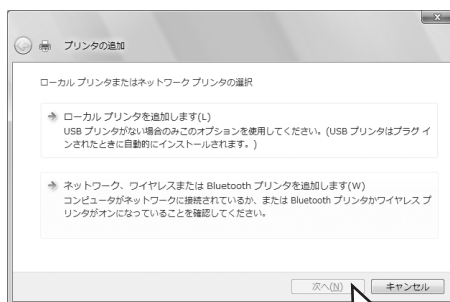 プリンタの追加
ローカル プリンタまたはネットワーク プリンタの選択
ローカル プリンタを追加します(L)
USB プリンタがない場合のみこのオプションを使用してください。(USB プリンタはプラグ イ
ンされたときに自動的にインストールされます。)
ネットワーク、ワイヤレスまたは Bluetooth プリンタを追加します(W)
コンピュータがネットワークに接続されているか、または Bluetooth プリンタかワイヤレス プ
リンタがオンになっていることを確認してください。
次へ(N) キャンセル